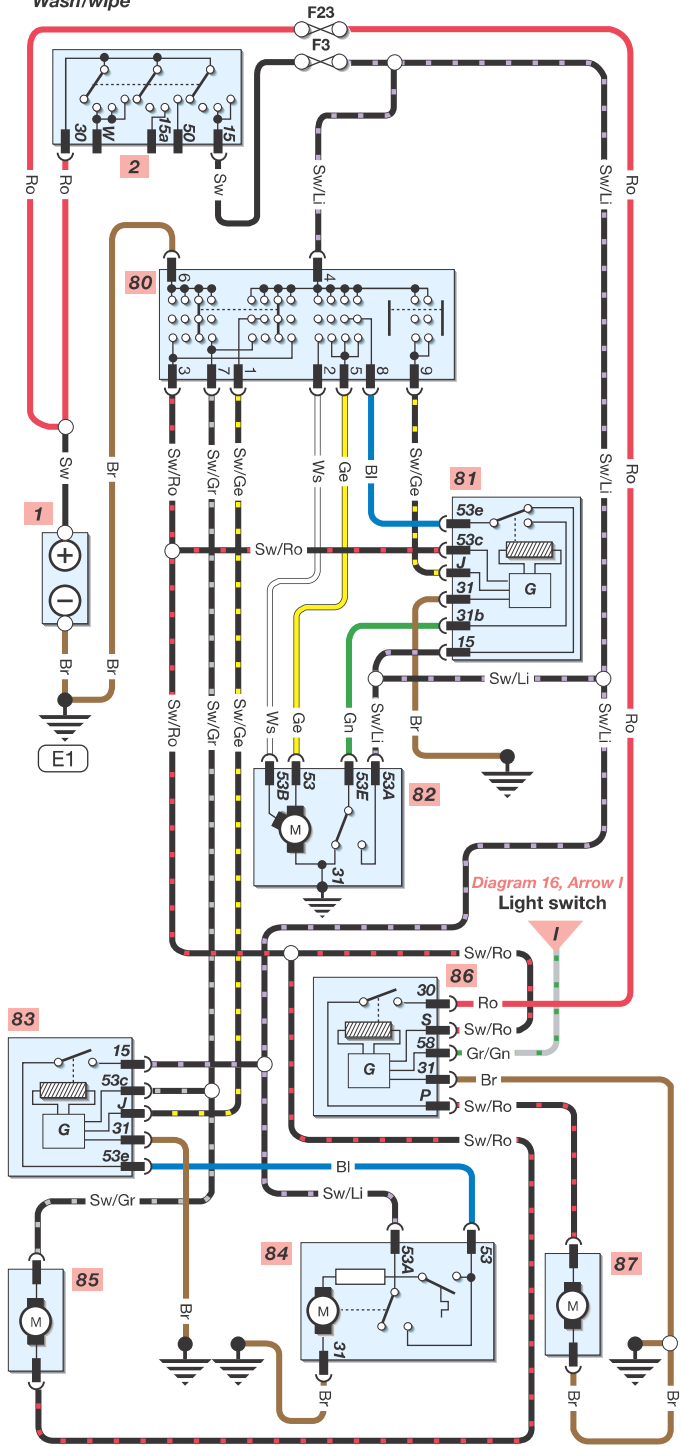 Wash/wipe
F23
F3
30
W
15a
50
15
2
Ro
Ro
Sw
Sw/Li
Sw/Li
Ro
80
6
4
3
7
1
2
5
8
9
Sw
Br
Sw/Ro
Sw/Gr
Sw/Ge
Ws
Ge
Bl
Sw/Ge
Sw/Li
Ro
81
1
+
−
53e
53c
J
31
31b
15
G
Sw/Ro
Br
Br
Sw/Li
E1
Sw/Ro
Sw/Gr
Sw/Ge
Ws
Ge
Gn
Sw/Li
Br
Sw/Li
Ro
53B
53
53E
53A
82
M
31
Diagram 16, Arrow I
Light switch
I
Sw/Ro
86
30
S
58
31
P
G
Ro
Sw/Ro
Gr/Gn
Br
Sw/Ro
83
15
53c
J
31
53e
G
Sw/Ro
Bl
Sw/Gr
Sw/Li
84
53A
53
M
31
85
M
87
M
Br
Br
Br
Br